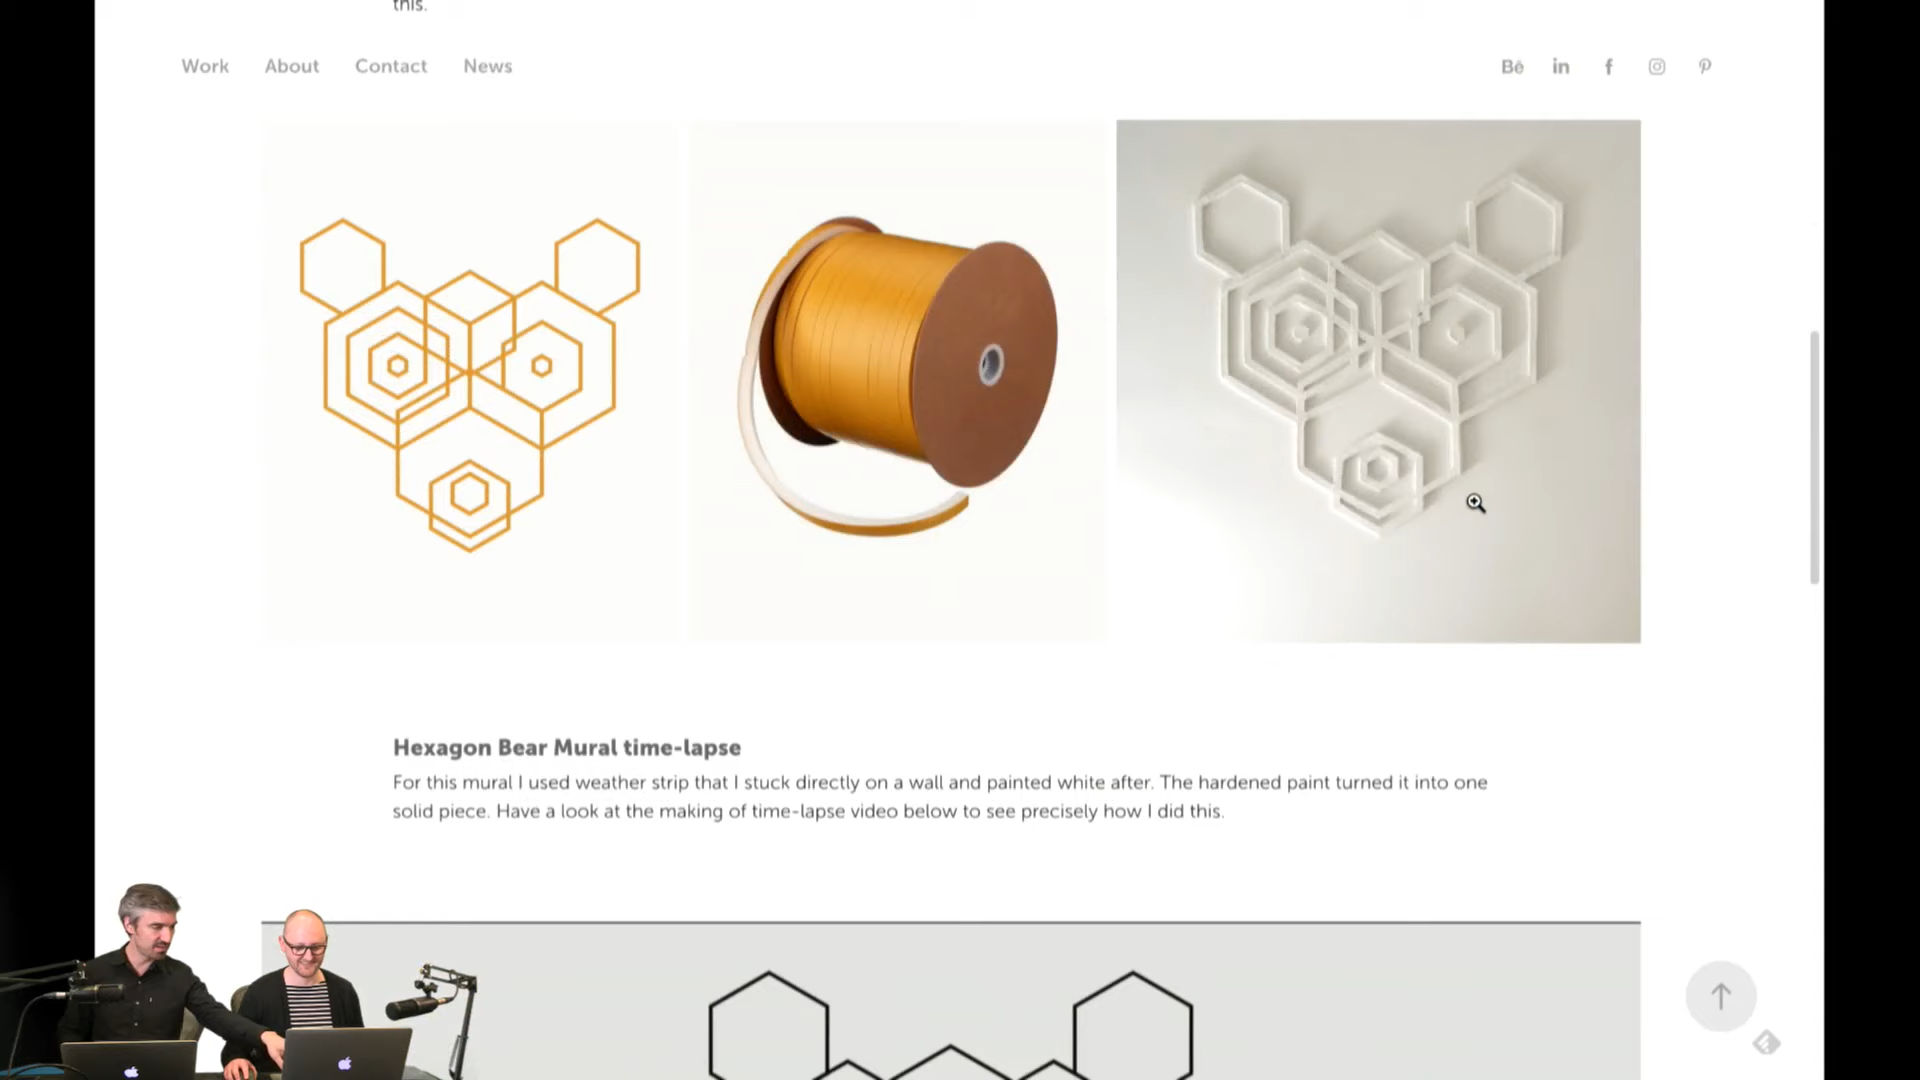 this.
Work About Contact News Bē in f
Hexagon Bear Mural time-lapse
For this mural I used weather strip that I stuck directly on a wall and painted white after. The hardened paint turned it into one
solid piece. Have a look at the making of time-lapse video below to see precisely how I did this.